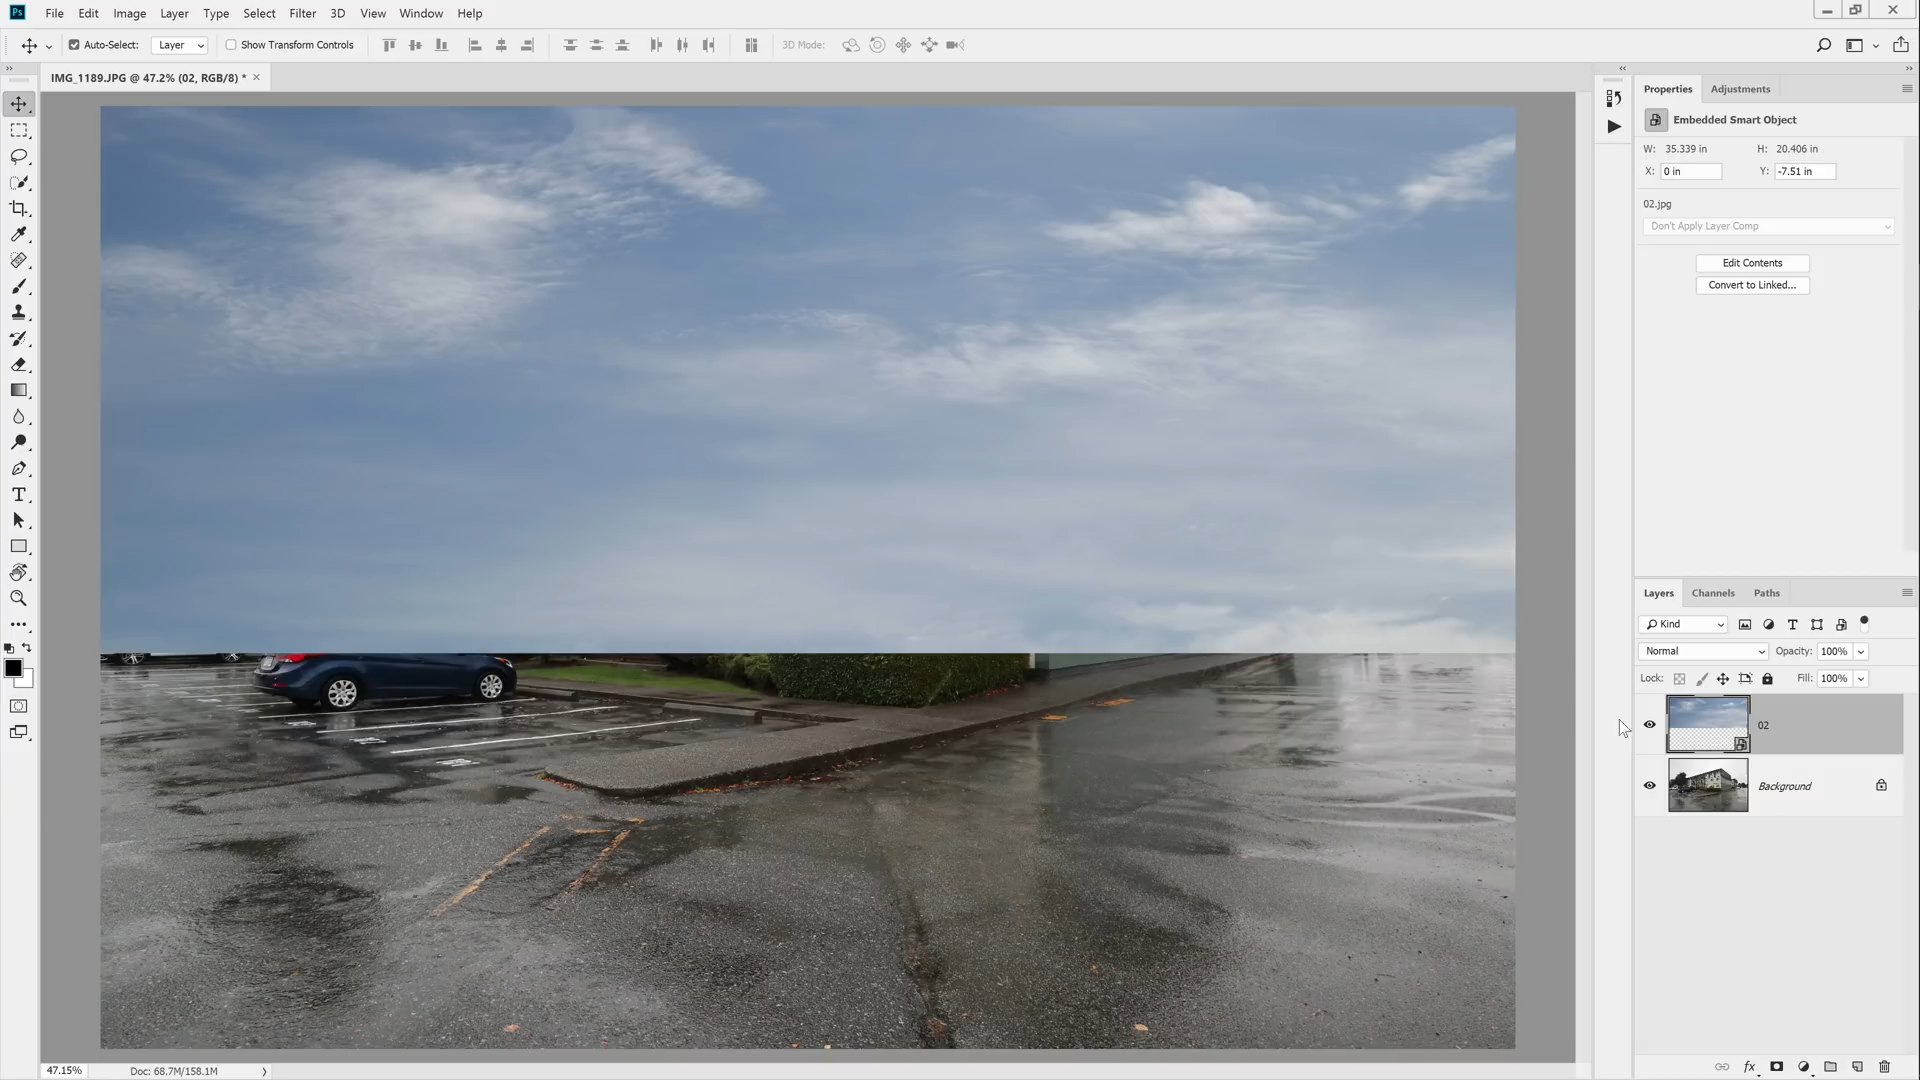 Ps File Edit Image Layer Type Select Filter 3D View Window Help
Auto-Select: Layer Show Transform Controls 3D Mode:
IMG_1189.JPG @ 47.2% (02, RGB/8) *
Properties Adjustments
Embedded Smart Object
W: 35.339 in H: 20.406 in
X: 0 in Y: -7.51 in
02.jpg
Don't Apply Layer Comp
Edit Contents
Convert to Linked...
Layers Channels Paths
Kind
Normal Opacity: 100%
Lock: Fill: 100%
02
Background
47.15% Doc: 68.7M/158.1M